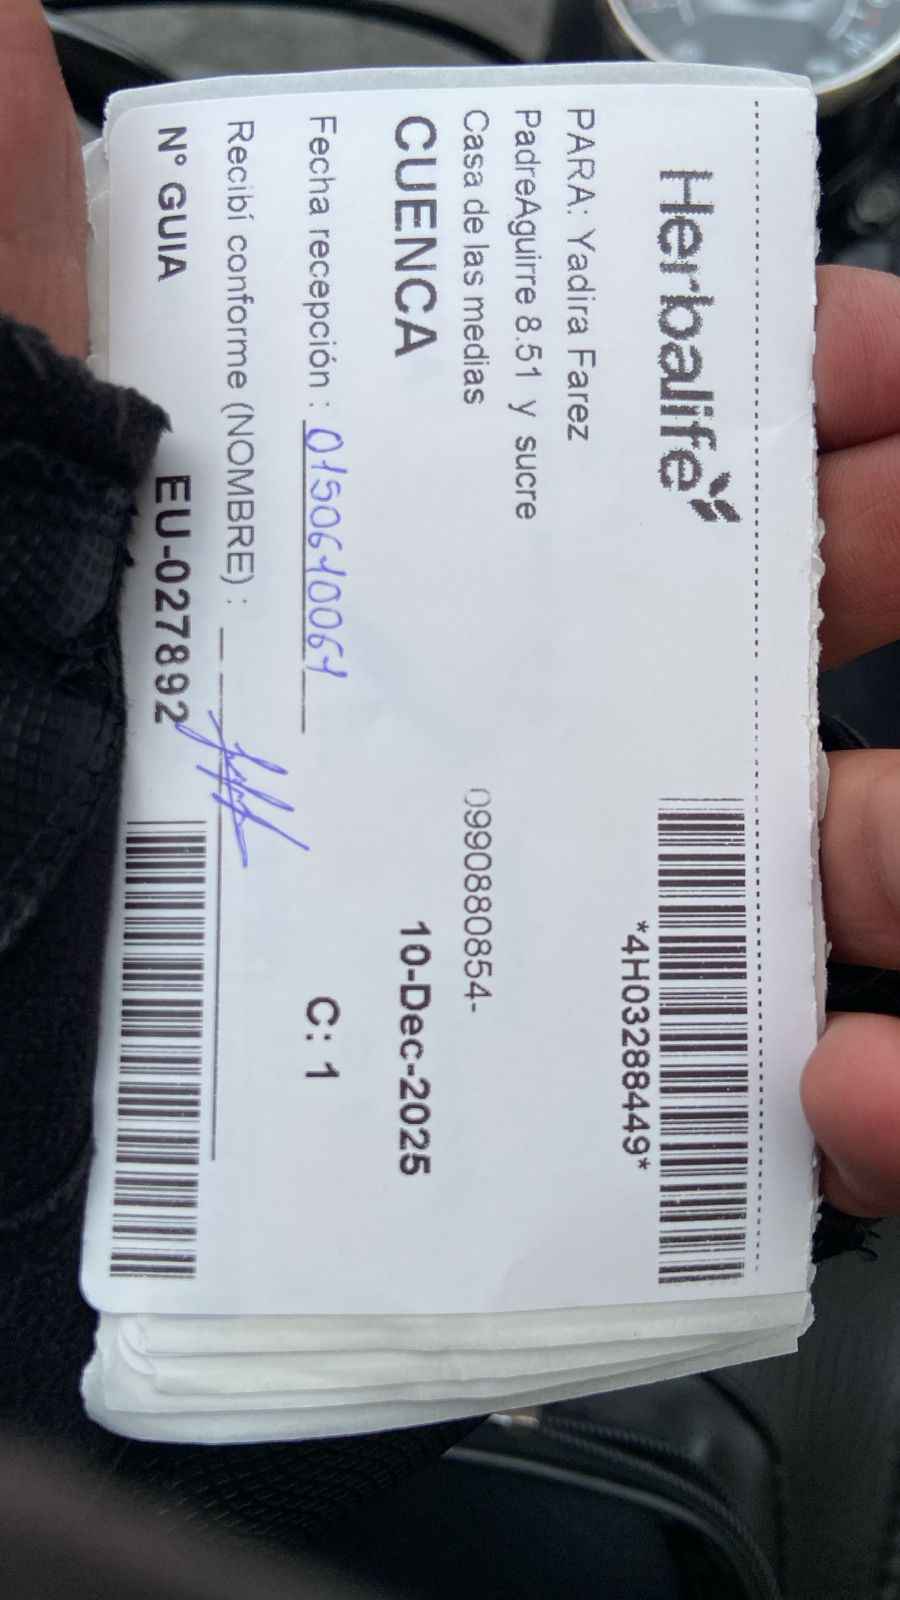 Herbalife
*4H03288449*
PARA: Yadira Farez
PadreAguirre 8.51 y sucre
Casa de las medias
0990880854-
CUENCA
10-Dec-2025
Fecha recepción : 0150610061
C: 1
Recibí conforme (NOMBRE) :
N° GUIA
EU-027892